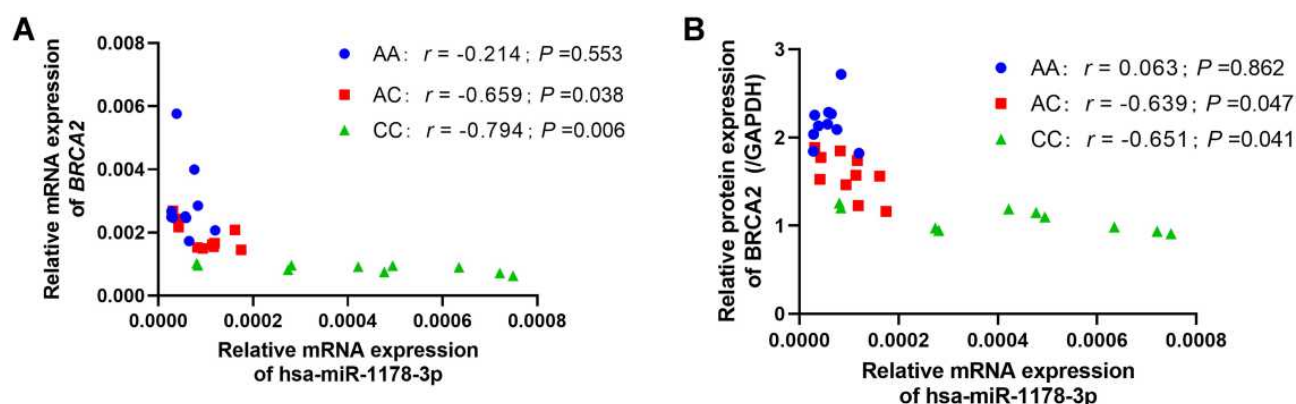 A
0.008
0.006
0.004
0.002
0.000
Relative mRNA expression
of BRCA2
AA: r = -0.214; P =0.553
AC: r = -0.659; P =0.038
CC: r = -0.794; P =0.006
0.0000 0.0002 0.0004 0.0006 0.0008
Relative mRNA expression
of hsa-miR-1178-3p
B
3
2
1
0
Relative protein expression
of BRCA2 (/GAPDH)
AA: r = 0.063; P =0.862
AC: r = -0.639; P =0.047
CC: r = -0.651; P =0.041
0.0000 0.0002 0.0004 0.0006 0.0008
Relative mRNA expression
of hsa-miR-1178-3p